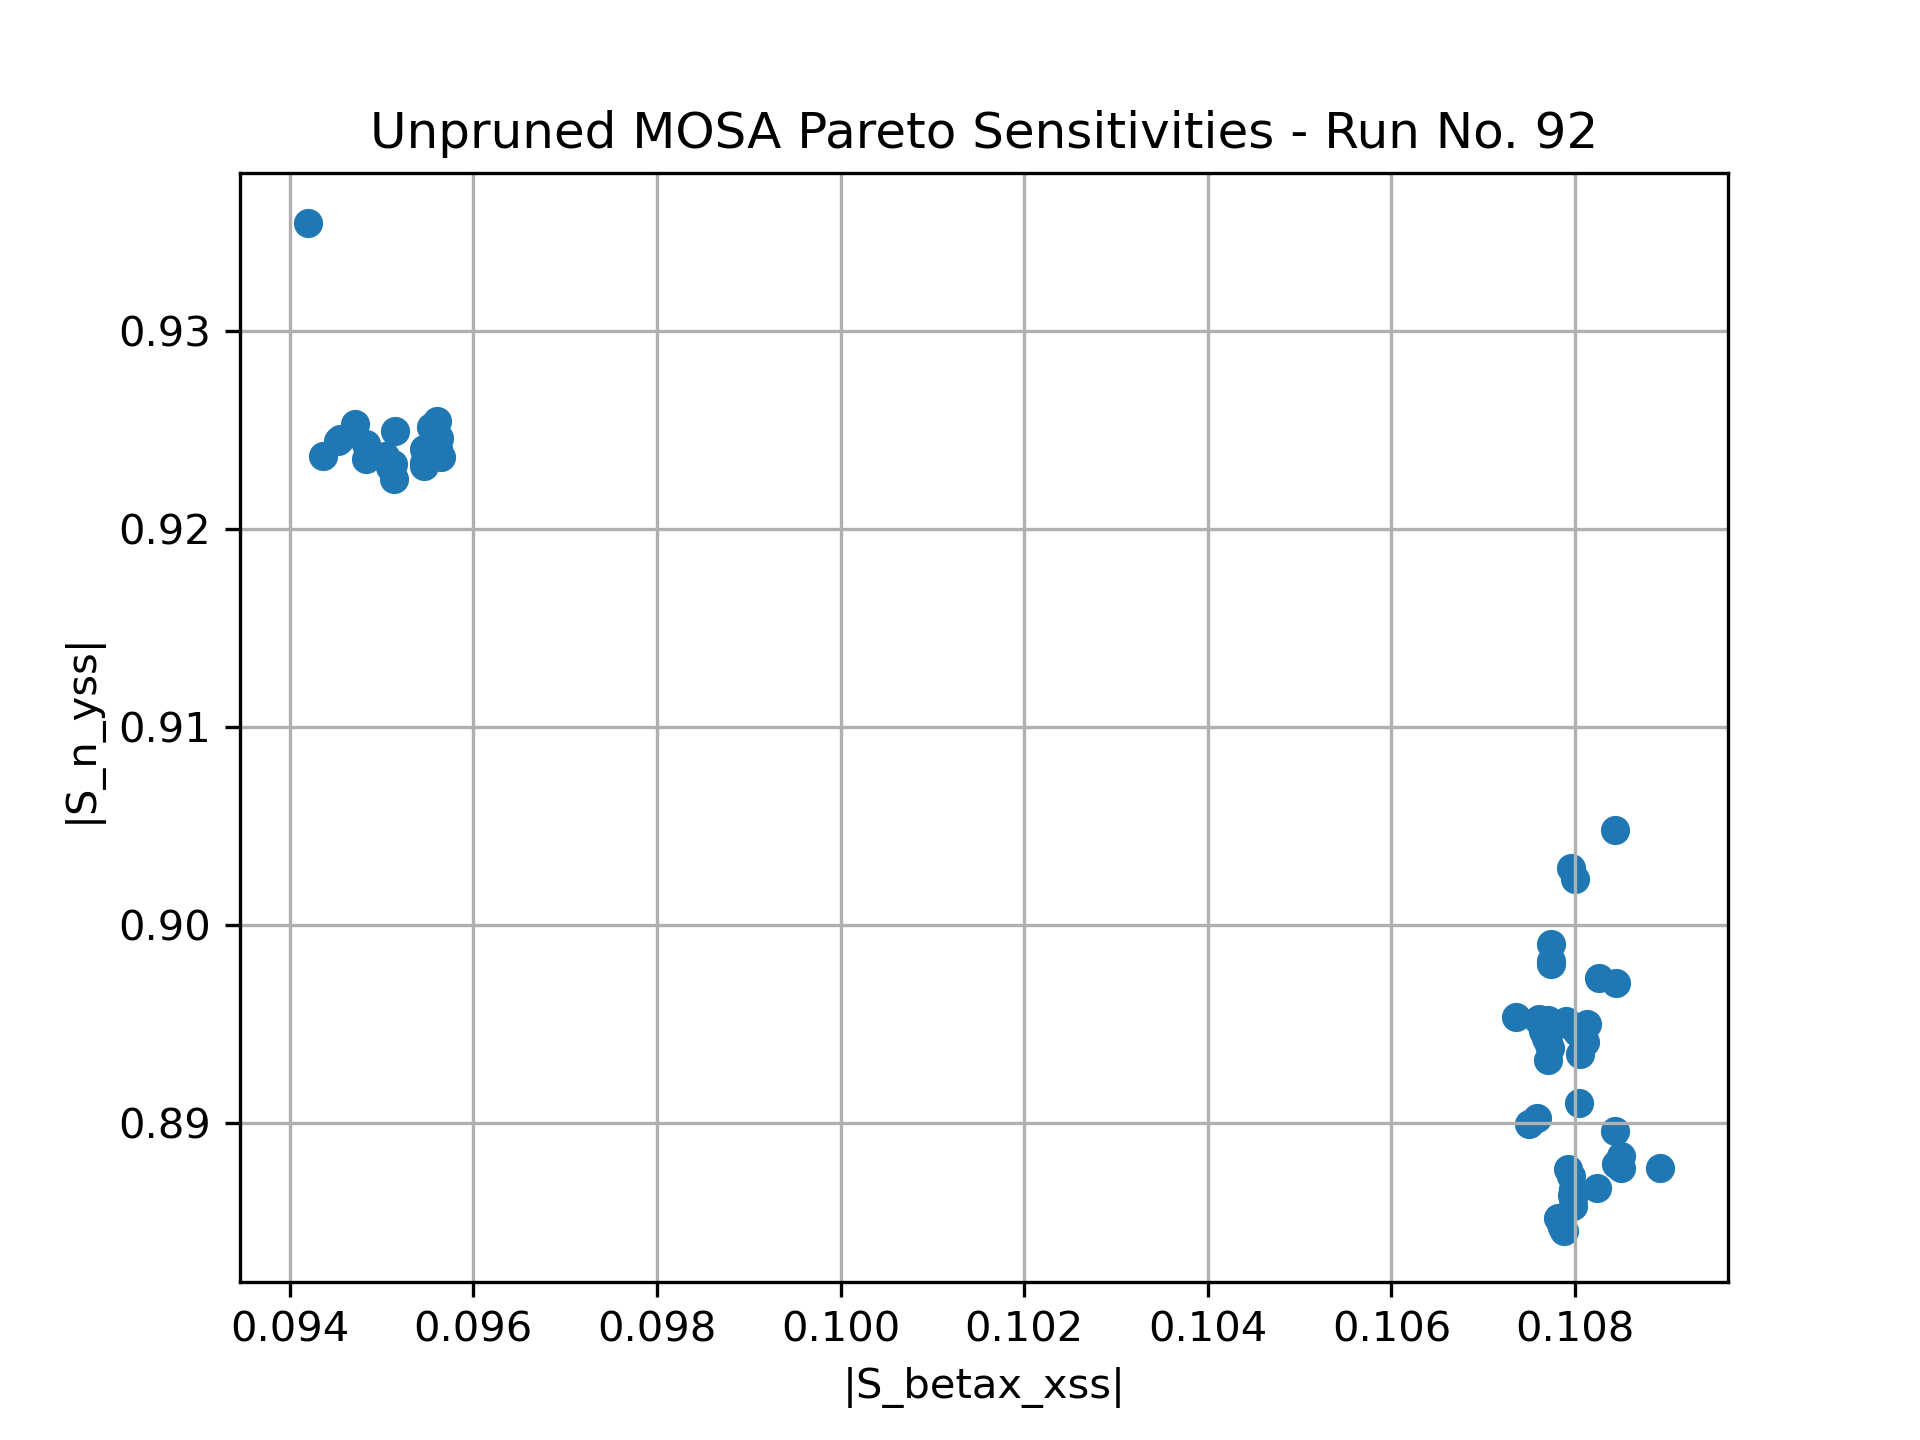 Unpruned MOSA Pareto Sensitivities - Run No. 92
|S_n_yss|
0.93
0.92
0.91
0.90
0.89
0.094 0.096 0.098 0.100 0.102 0.104 0.106 0.108
|S_betax_xss|